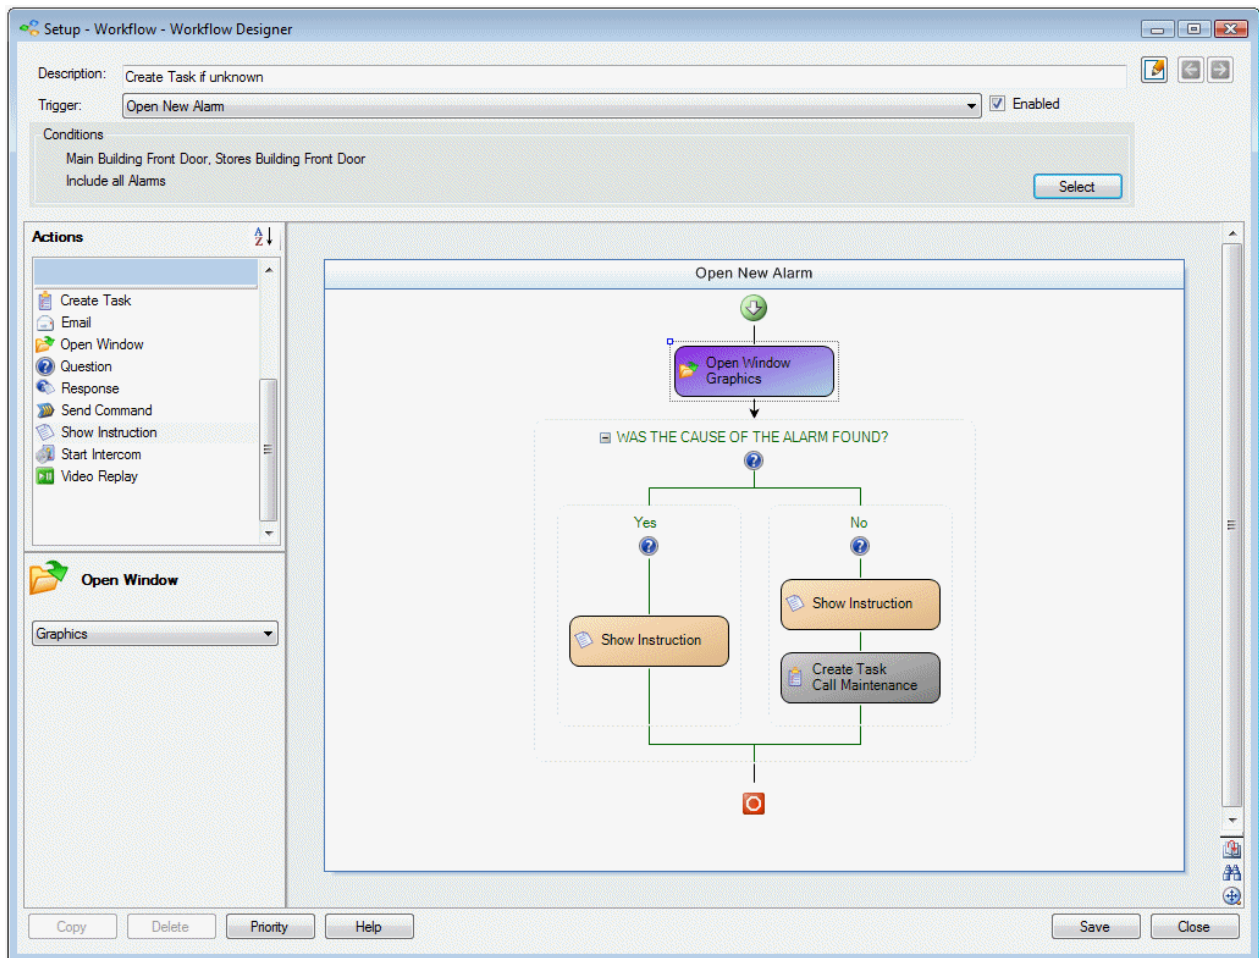 Setup - Workflow - Workflow Designer
Description:
Create Task if unknown
Trigger:
Open New Alarm
Enabled
Conditions
Main Building Front Door, Stores Building Front Door
Include all Alarms
Select
Actions
A
Z
Create Task
Email
Open Window
Question
Response
Send Command
Show Instruction
Start Intercom
Video Replay
Open Window
Graphics
Open New Alarm
Open Window
Graphics
WAS THE CAUSE OF THE ALARM FOUND?
Yes
No
Show Instruction
Show Instruction
Create Task
Call Maintenance
Copy
Delete
Priority
Help
Save
Close